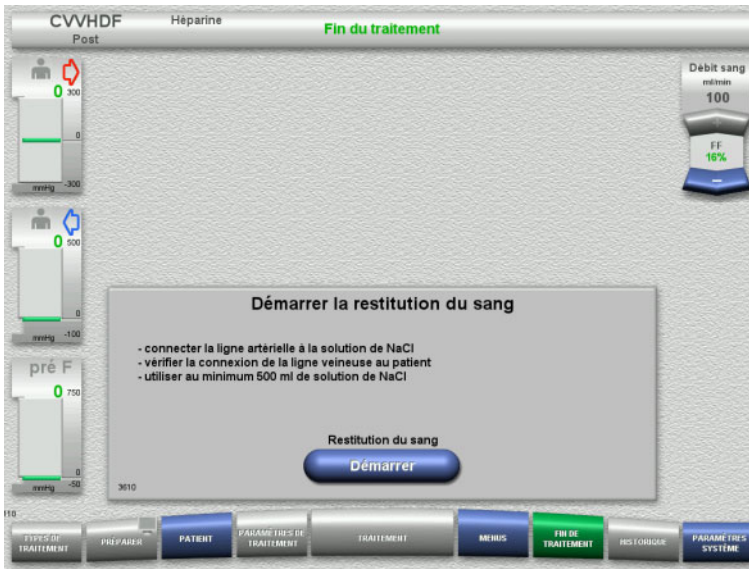 CVVHDF
Post
Héparine
Fin du traitement
0
300
0
-300
mmHg
0
500
0
-100
mmHg
pré F
0
750
0
-50
mmHg
Débit sang
ml/min
100
+
FF
16%
-
Démarrer la restitution du sang
- connecter la ligne artérielle à la solution de NaCl
- vérifier la connexion de la ligne veineuse au patient
- utiliser au minimum 500 ml de solution de NaCl
Restitution du sang
Démarrer
3610
TYPES DE
TRAITEMENT
PRÉPARER
PATIENT
PARAMÈTRES DE
TRAITEMENT
TRAITEMENT
MENUS
FIN DE
TRAITEMENT
HISTORIQUE
PARAMÈTRES
SYSTÈME